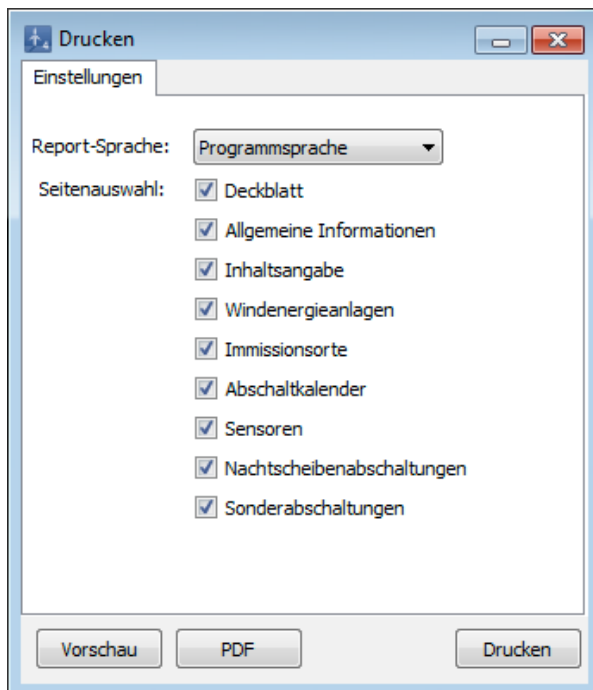 Drucken
Einstellungen
Report-Sprache: Programmsprache
Seitenauswahl: Deckblatt
Allgemeine Informationen
Inhaltsangabe
Windenergieanlagen
Immissionsorte
Abschaltkalender
Sensoren
Nachtscheibenabschaltungen
Sonderabschaltungen
Vorschau PDF Drucken